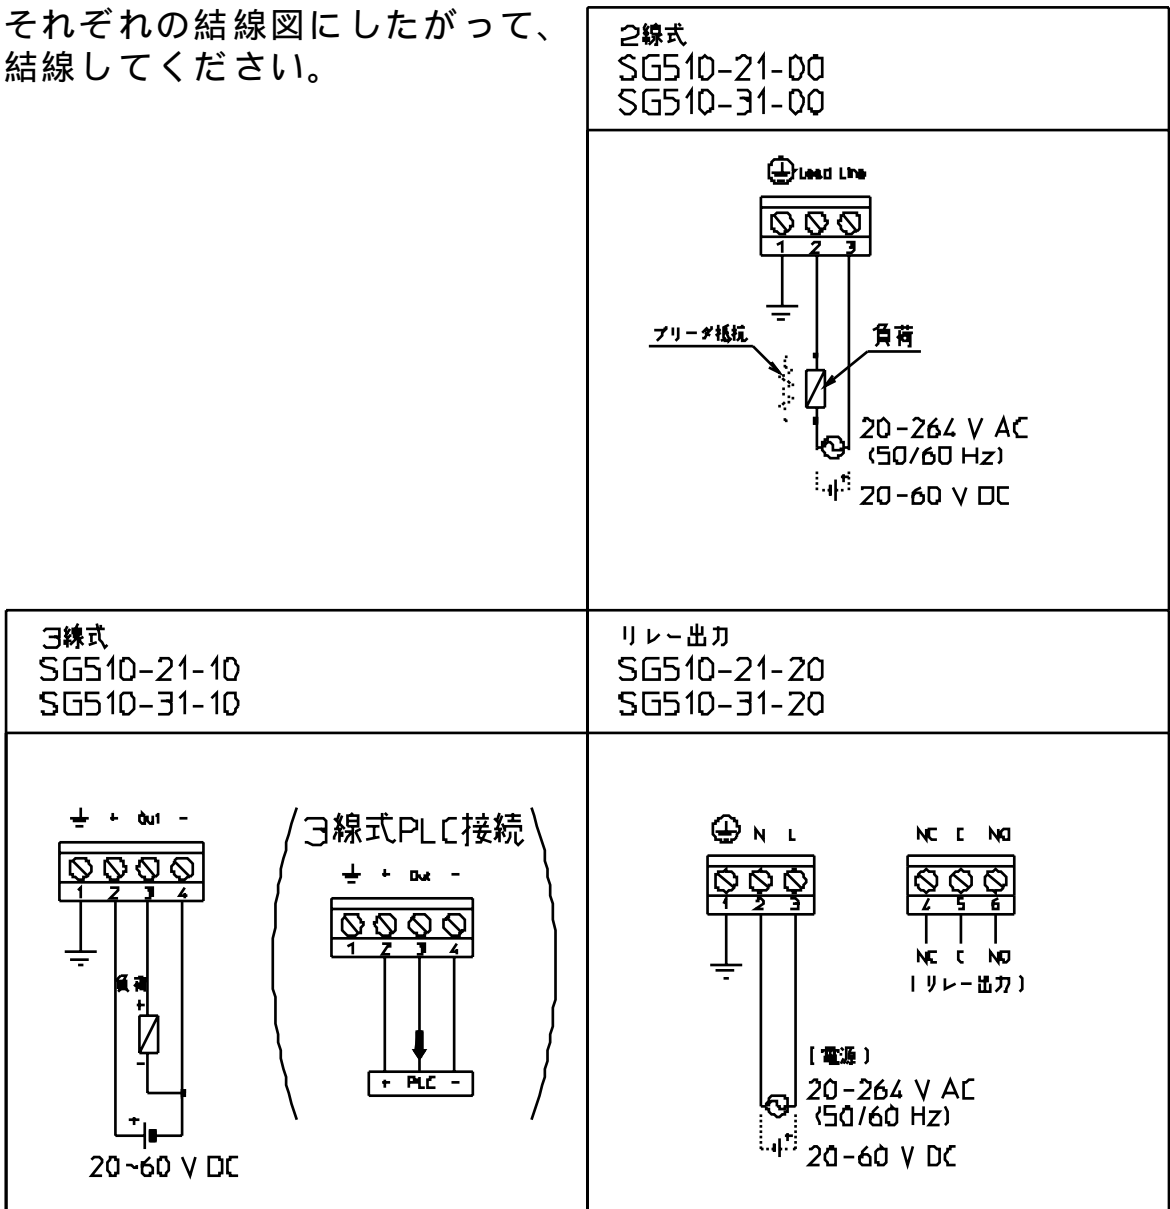 それぞれの結線図にしたがって、
結線してください。
2線式
SG510-21-00
SG510-31-00
Load Line
1 2 3
ブリーダ抵抗
負荷
20-264 V AC
(50/60 Hz)
+
20-60 V DC
3線式
SG510-21-10
SG510-31-10
+ Out -
1 2 3 4
負荷
+
-
+
20~60 V DC
3線式PLC接続
+ Out -
1 2 3 4
+ PLC -
リレー出力
SG510-21-20
SG510-31-20
N L
1 2 3
NC C NO
4 5 6
NC C NO
(リレー出力)
(電源)
20-264 V AC
(50/60 Hz)
+
20-60 V DC